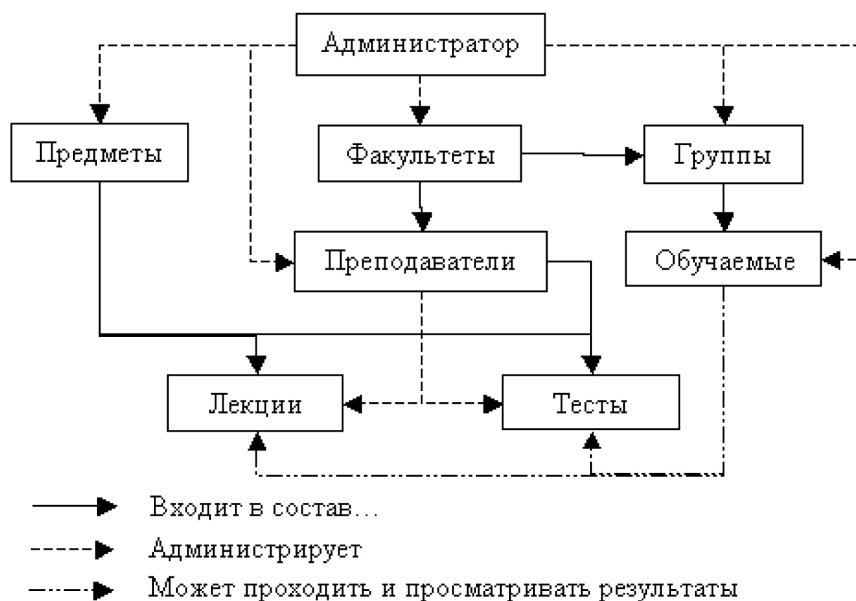 Администратор
Предметы
Факультеты
Группы
Преподаватели
Обучаемые
Лекции
Тесты
Входит в состав...
Администрирует
Может проходить и просматривать результаты